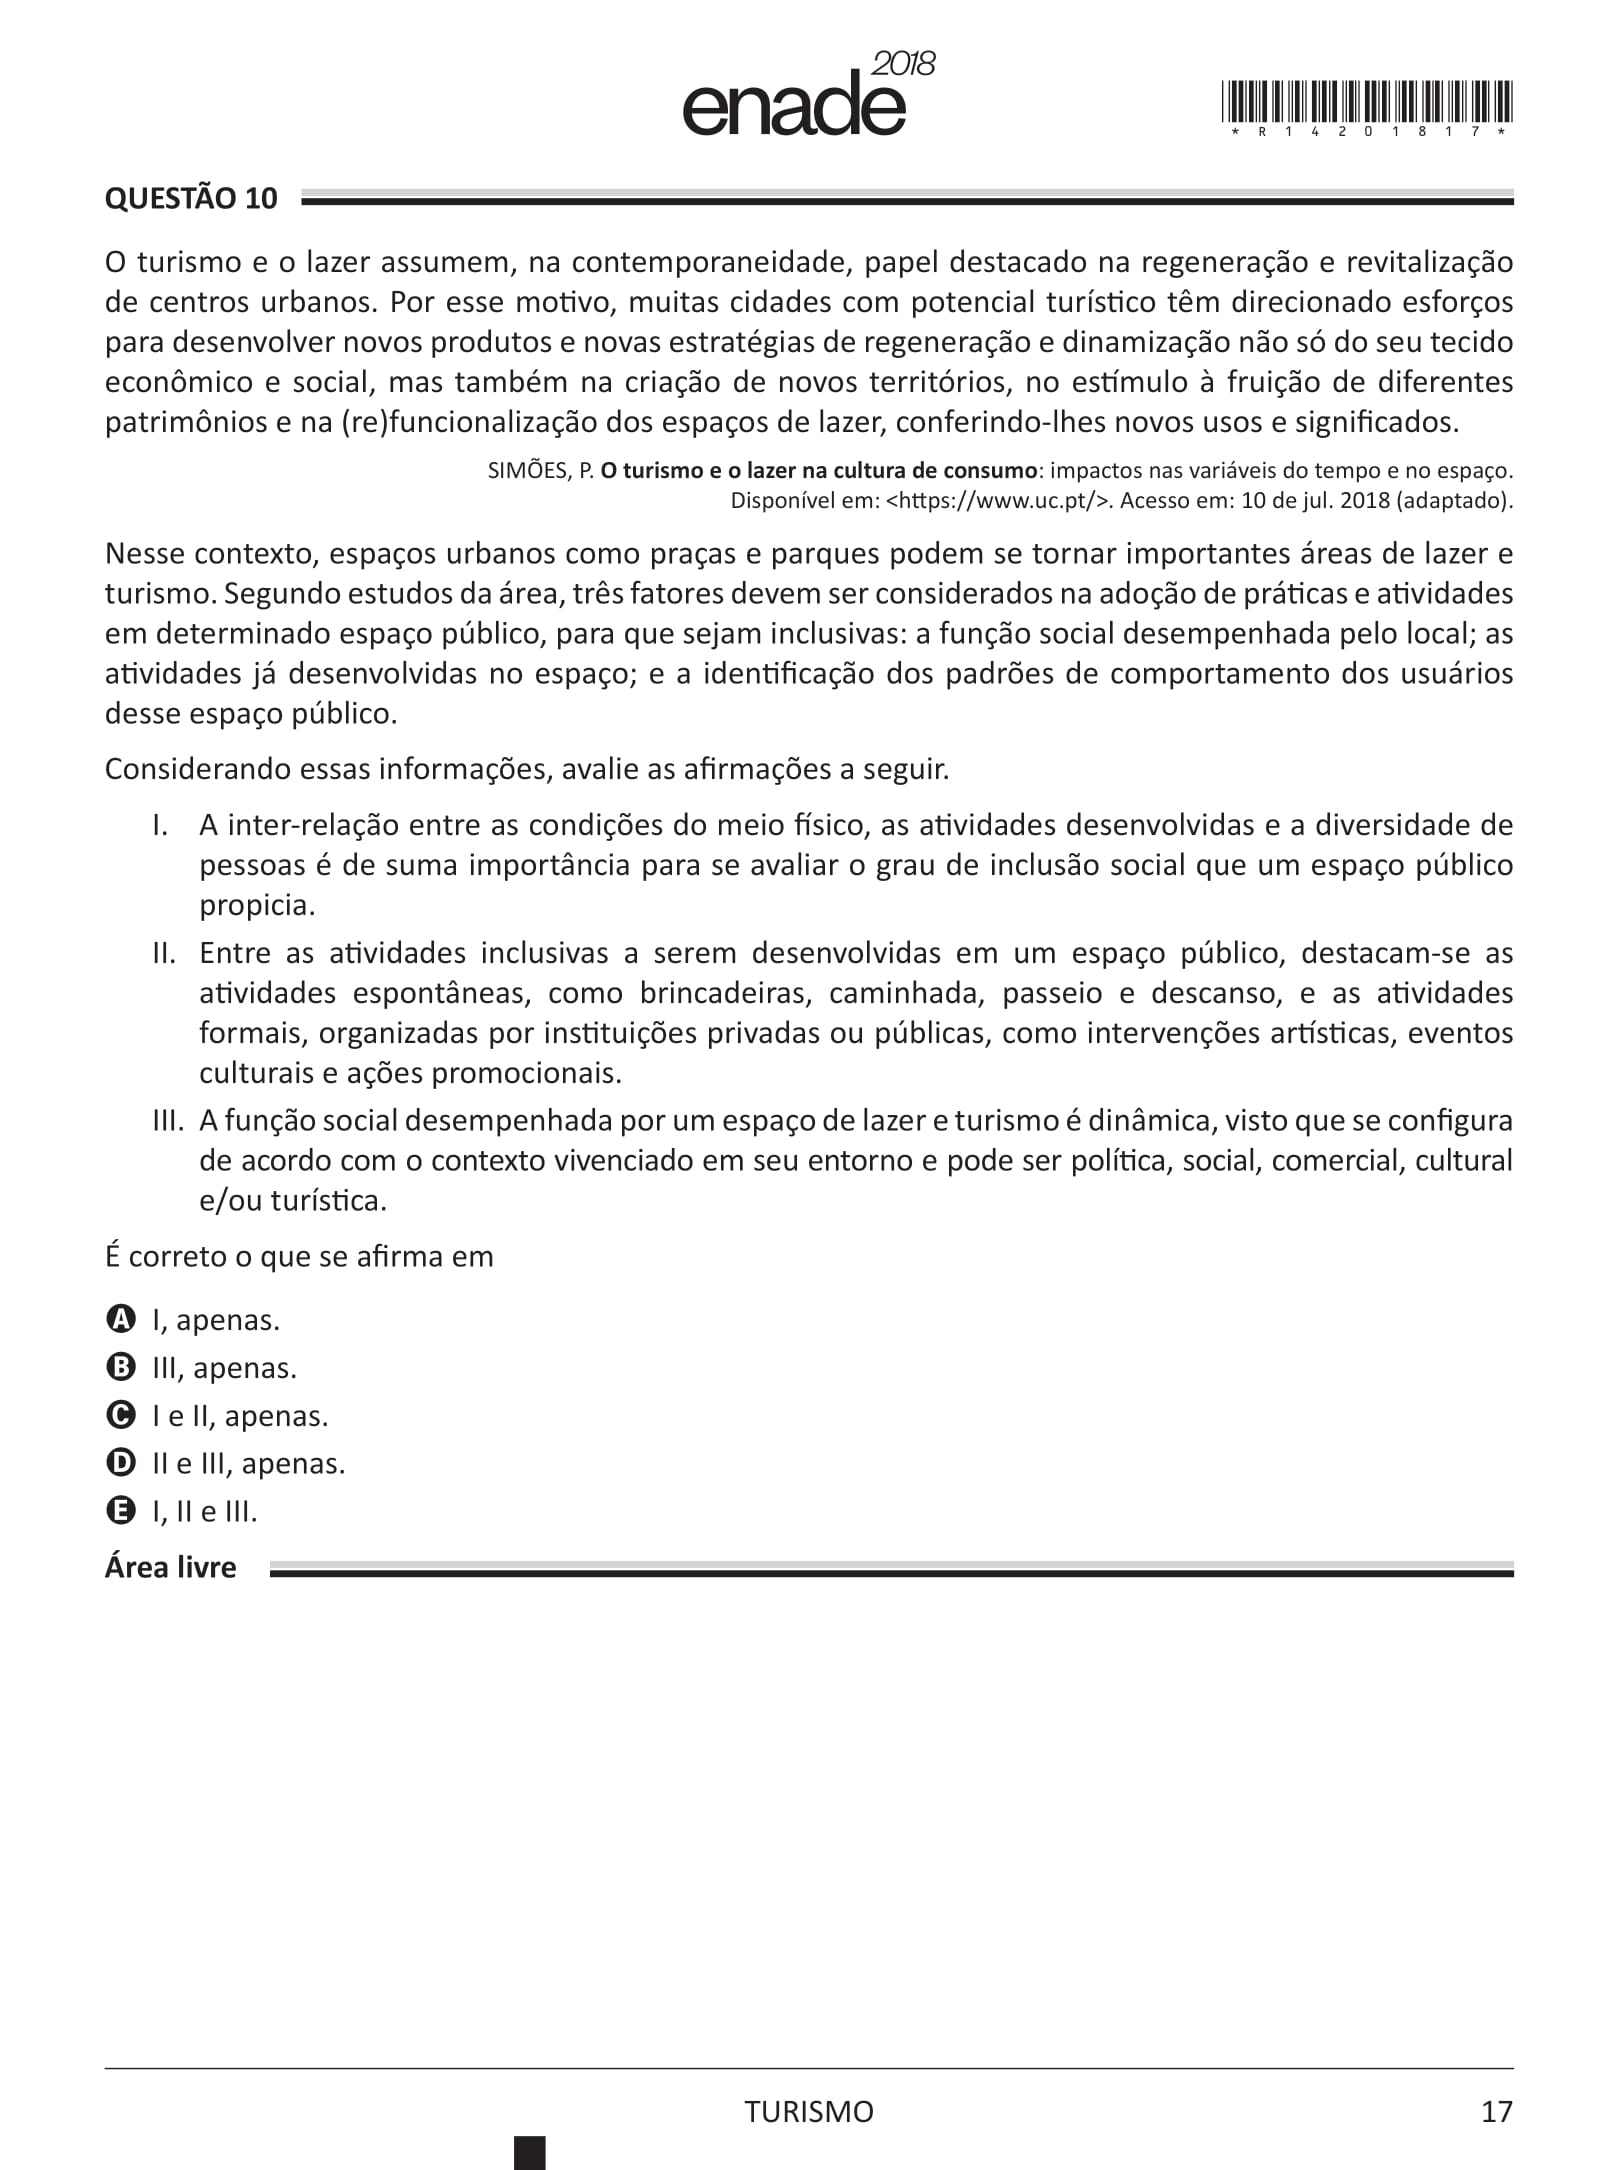 enade 2018
* R 1 4 2 0 1 8 1 7 *
QUESTÃO 10
O turismo e o lazer assumem, na contemporaneidade, papel destacado na regeneração e revitalização
de centros urbanos. Por esse motivo, muitas cidades com potencial turístico têm direcionado esforços
para desenvolver novos produtos e novas estratégias de regeneração e dinamização não só do seu tecido
econômico e social, mas também na criação de novos territórios, no estímulo à fruição de diferentes
patrimônios e na (re)funcionalização dos espaços de lazer, conferindo-lhes novos usos e significados.
SIMÕES, P. O turismo e o lazer na cultura de consumo: impactos nas variáveis do tempo e no espaço.
Disponível em: <https://www.uc.pt/>. Acesso em: 10 de jul. 2018 (adaptado).
Nesse contexto, espaços urbanos como praças e parques podem se tornar importantes áreas de lazer e
turismo. Segundo estudos da área, três fatores devem ser considerados na adoção de práticas e atividades
em determinado espaço público, para que sejam inclusivas: a função social desempenhada pelo local; as
atividades já desenvolvidas no espaço; e a identificação dos padrões de comportamento dos usuários
desse espaço público.
Considerando essas informações, avalie as afirmações a seguir.
I. A inter-relação entre as condições do meio físico, as atividades desenvolvidas e a diversidade de
pessoas é de suma importância para se avaliar o grau de inclusão social que um espaço público
propicia.
II. Entre as atividades inclusivas a serem desenvolvidas em um espaço público, destacam-se as
atividades espontâneas, como brincadeiras, caminhada, passeio e descanso, e as atividades
formais, organizadas por instituições privadas ou públicas, como intervenções artísticas, eventos
culturais e ações promocionais.
III. A função social desempenhada por um espaço de lazer e turismo é dinâmica, visto que se configura
de acordo com o contexto vivenciado em seu entorno e pode ser política, social, comercial, cultural
e/ou turística.
É correto o que se afirma em
A I, apenas.
B III, apenas.
C I e II, apenas.
D II e III, apenas.
E I, II e III.
Área livre
TURISMO
17